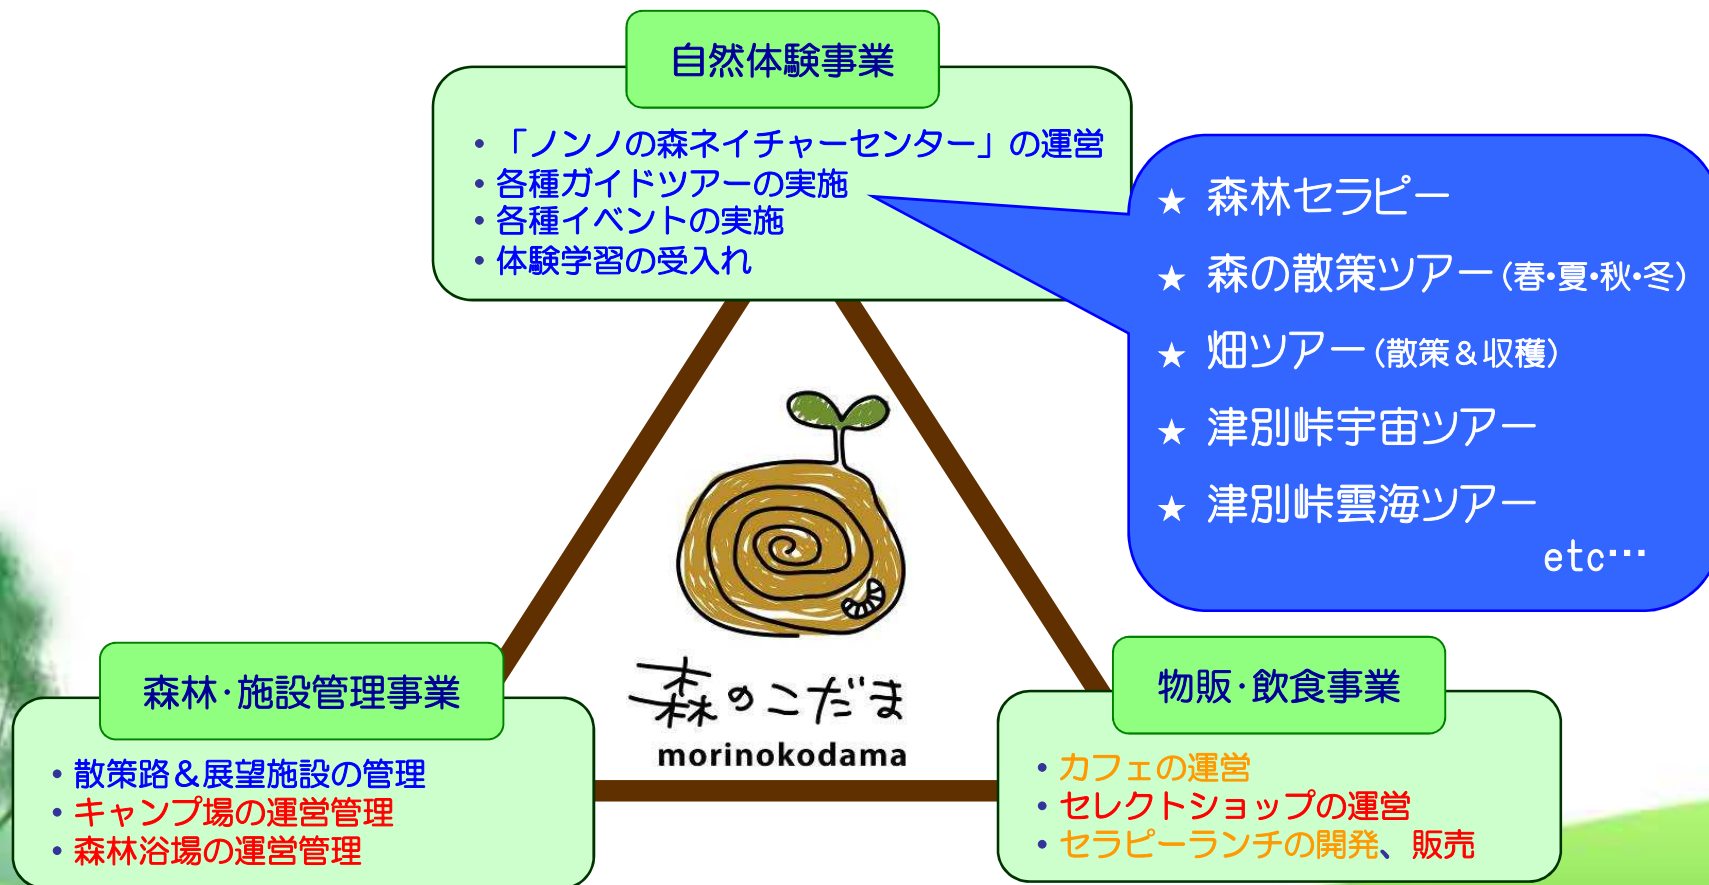 自然体験事業
・「ノンノの森ネイチャーセンター」の運営
・各種ガイドツアーの実施
・各種イベントの実施
・体験学習の受入れ
★ 森林セラピー
★ 森の散策ツアー(春・夏・秋・冬)
★ 畑ツアー(散策&収穫)
★ 津別峠宇宙ツアー
★ 津別峠雲海ツアー
etc…
森のこだま
morinokodama
森林・施設管理事業
・散策路&展望施設の管理
・キャンプ場の運営管理
・森林浴場の運営管理
物販・飲食事業
・カフェの運営
・セレクトショップの運営
・セラピーランチの開発、販売